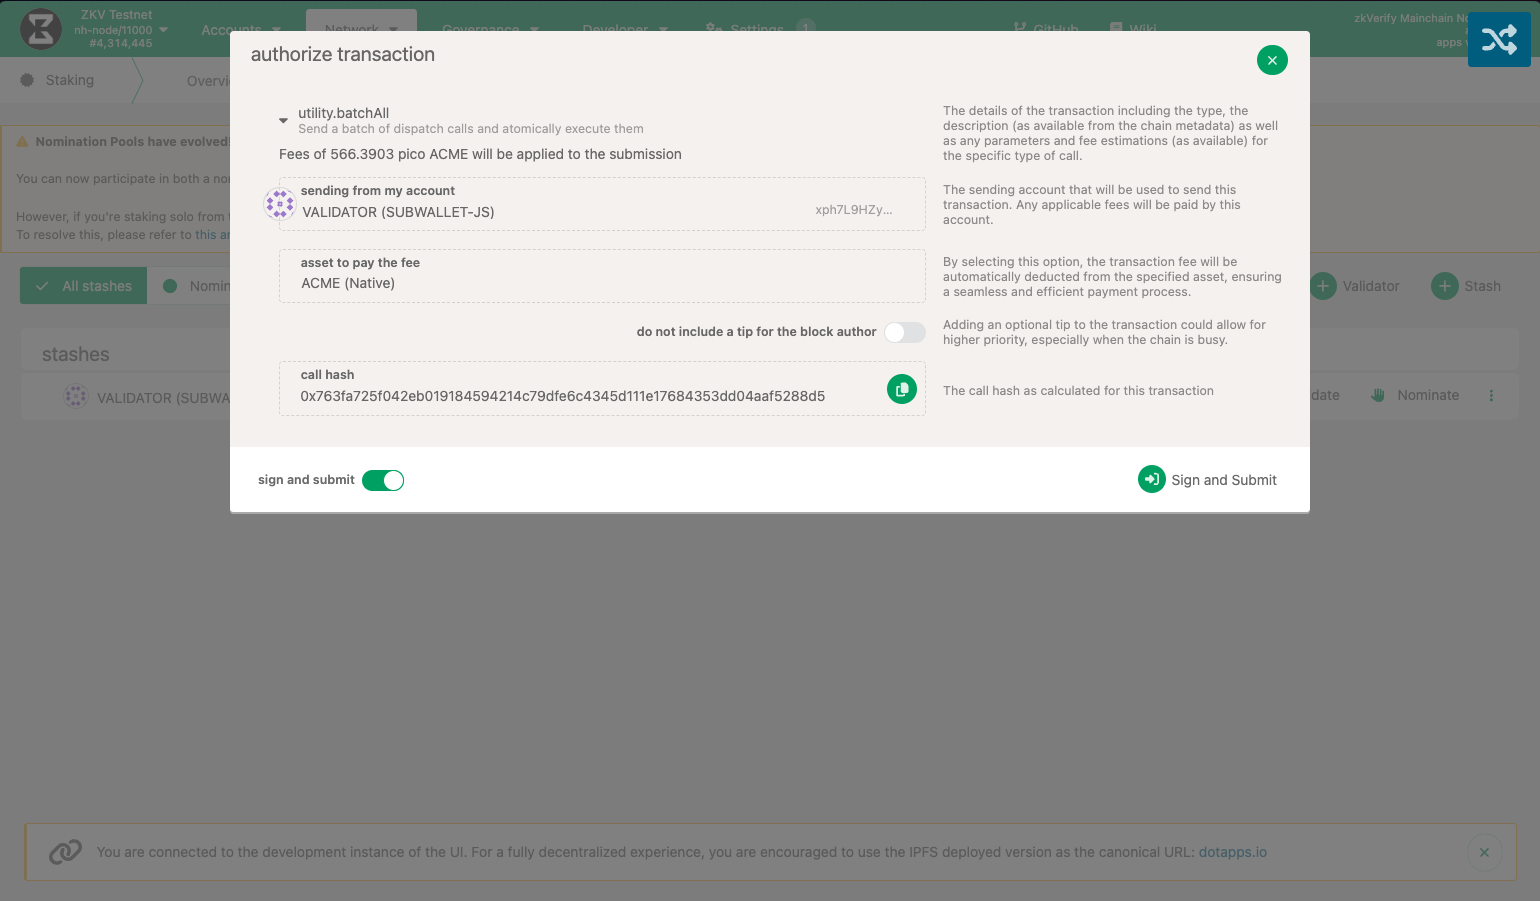 ZKV Testnet
nh-node/11000
#4,314,445
Accounts
Network
Governance
Developer
Settings
1
GitHub
Wiki
zkVerify Mainchain No
apps v
authorize transaction
Staking
Overvi
utility.batchAll
Send a batch of dispatch calls and atomically execute them
Fees of 566.3903 pico ACME will be applied to the submission
The details of the transaction including the type, the
description (as available from the chain metadata) as well
as any parameters and fee estimations (as available) for
the specific type of call.
Nomination Pools have evolved!
You can now participate in both a no
However, if you're staking solo from t
To resolve this, please refer to this ar
sending from my account
VALIDATOR (SUBWALLET-JS)
xph7L9HZy...
The sending account that will be used to send this
transaction. Any applicable fees will be paid by this
account.
asset to pay the fee
ACME (Native)
By selecting this option, the transaction fee will be
automatically deducted from the specified asset, ensuring
a seamless and efficient payment process.
All stashes
Nomin
Validator
Stash
do not include a tip for the block author
Adding an optional tip to the transaction could allow for
higher priority, especially when the chain is busy.
stashes
call hash
0x763fa725f042eb019184594214c79dfe6c4345d111e17684353dd04aaf5288d5
The call hash as calculated for this transaction
VALIDATOR (SUBWA
date
Nominate
sign and submit
Sign and Submit
You are connected to the development instance of the UI. For a fully decentralized experience, you are encouraged to use the IPFS deployed version as the canonical URL: dotapps.io